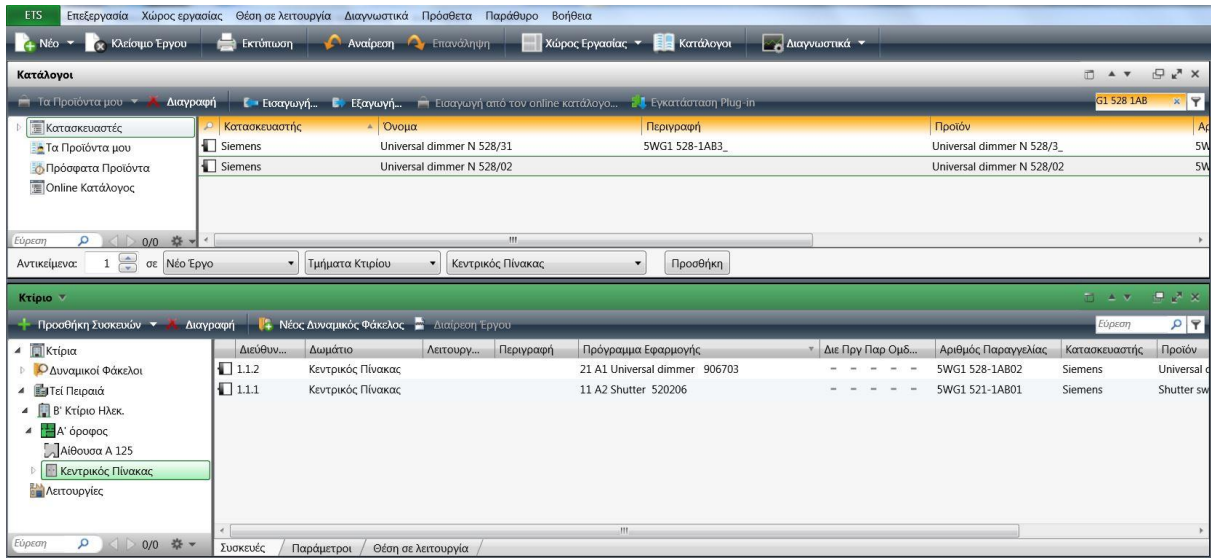 ETS Επεξεργασία Χώρος εργασίας Θέση σε λειτουργία Διαγνωστικά Πρόσθετα Παράθυρο Βοήθεια
Νέο Κλείσιμο Έργου Εκτύπωση Αναίρεση Επανάληψη Χώρος Εργασίας Κατάλογοι Διαγνωστικά
Κατάλογοι
Τα Προϊόντα μου Διαγραφή Εισαγωγή... Εξαγωγή... Εισαγωγή από τον online κατάλογο... Εγκατάσταση Plug-in G1 528 1AB
Κατασκευαστές
Τα Προϊόντα μου
Πρόσφατα Προϊόντα
Online Κατάλογος
Κατασκευαστής Όνομα Περιγραφή Προϊόν Αρ
Siemens Universal dimmer N 528/31 5WG1 528-1AB3_ Universal dimmer N 528/3_ 5W
Siemens Universal dimmer N 528/02 Universal dimmer N 528/02 5W
Εύρεση 0/0
Αντικείμενα: 1 σε Νέο Έργο Τμήματα Κτιρίου Κεντρικός Πίνακας Προσθήκη
Κτίριο
Προσθήκη Συσκευών Διαγραφή Νέος Δυναμικός Φάκελος Διαίρεση Έργου Εύρεση
Κτίρια
Δυναμικοί Φάκελοι
Τεί Πειραιά
Β' Κτίριο Ηλεκ.
Α' όροφος
Αίθουσα Α 125
Κεντρικός Πίνακας
Λειτουργίες
Διεύθυν... Δωμάτιο Λειτουργ... Περιγραφή Πρόγραμμα Εφαρμογής Διε Πργ Παρ Ομδ... Αριθμός Παραγγελίας Κατασκευαστής Προϊόν
1.1.2 Κεντρικός Πίνακας 21 A1 Universal dimmer 906703 – – – – – 5WG1 528-1AB02 Siemens Universal d
1.1.1 Κεντρικός Πίνακας 11 A2 Shutter 520206 – – – – – 5WG1 521-1AB01 Siemens Shutter sw
Εύρεση 0/0
Συσκευές Παράμετροι Θέση σε λειτουργία